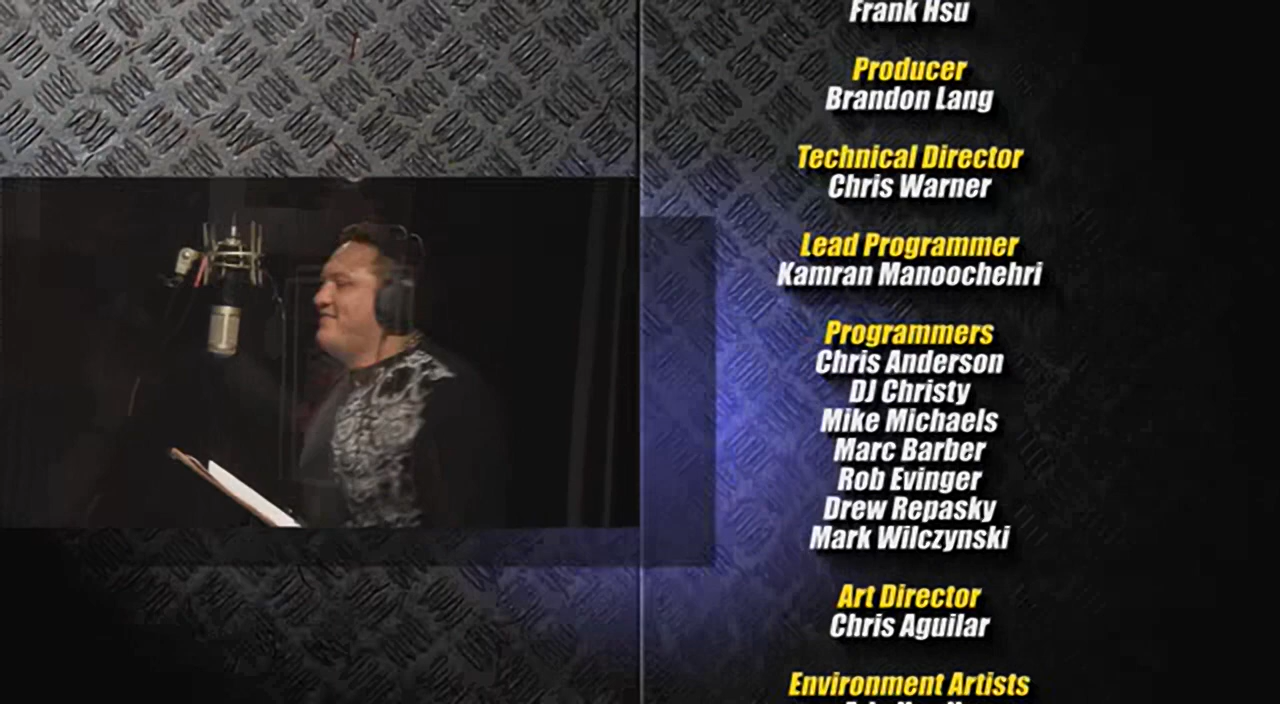 Frank Hsu
Producer
Brandon Lang
Technical Director
Chris Warner
Lead Programmer
Kamran Manoochehri
Programmers
Chris Anderson
DJ Christy
Mike Michaels
Marc Barber
Rob Evinger
Drew Repasky
Mark Wilczynski
Art Director
Chris Aguilar
Environment Artists